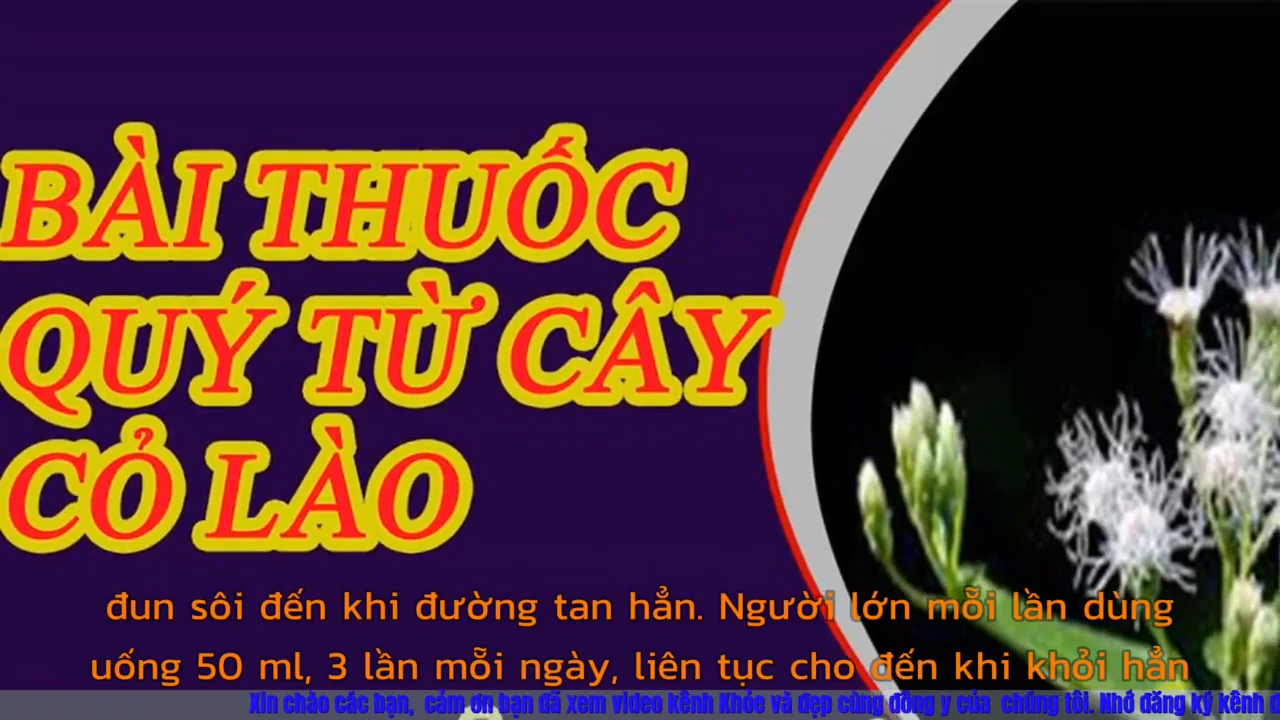 BÀI THUỐC
QUÝ TỪ CÂY
CỎ LÀO
đun sôi đến khi đường tan hẳn. Người lớn mỗi lần dùng
uống 50 ml, 3 lần mỗi ngày, liên tục cho đến khi khỏi hẳn
Xin chào các bạn, cám ơn bạn đã xem video kênh Khỏe và đẹp cùng đông y của chúng tôi. Nhớ đăng ký kênh